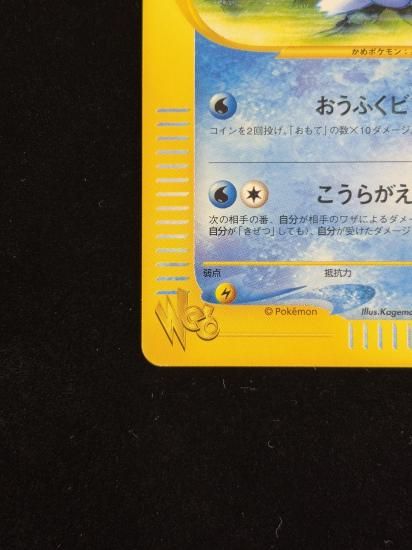 かめポケモン:
おうふくビ
コインを2回投げ、「おもて」の数×10ダメージ。
こうらがえ
次の相手の番、自分が相手のワザによるダメ
自分が「きぜつ」しても)、自分が受けたダメージ
弱点 抵抗力
Web
© Pokémon Illus.Kagema